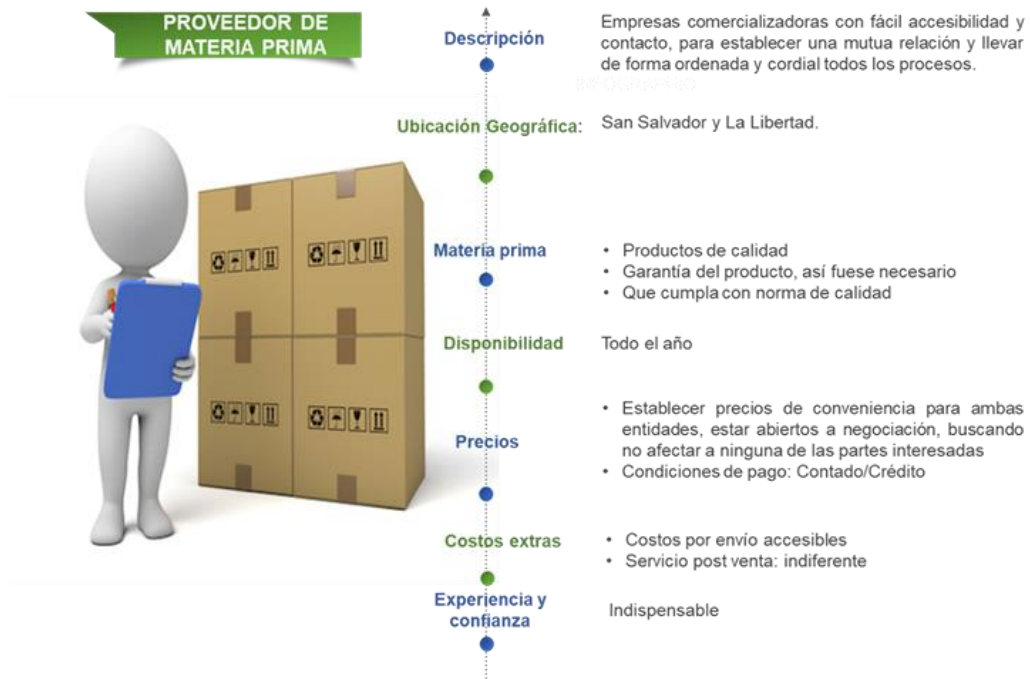 PROVEEDOR DE
MATERIA PRIMA
Descripción
Empresas comercializadoras con fácil accesibilidad y
contacto, para establecer una mutua relación y llevar
de forma ordenada y cordial todos los procesos.
Ubicación Geográfica:
San Salvador y La Libertad.
Materia prima
• Productos de calidad
• Garantía del producto, así fuese necesario
• Que cumpla con norma de calidad
Disponibilidad
Todo el año
Precios
• Establecer precios de conveniencia para ambas
entidades, estar abiertos a negociación, buscando
no afectar a ninguna de las partes interesadas
• Condiciones de pago: Contado/Crédito
Costos extras
• Costos por envío accesibles
• Servicio post venta: indiferente
Experiencia y
confianza
Indispensable